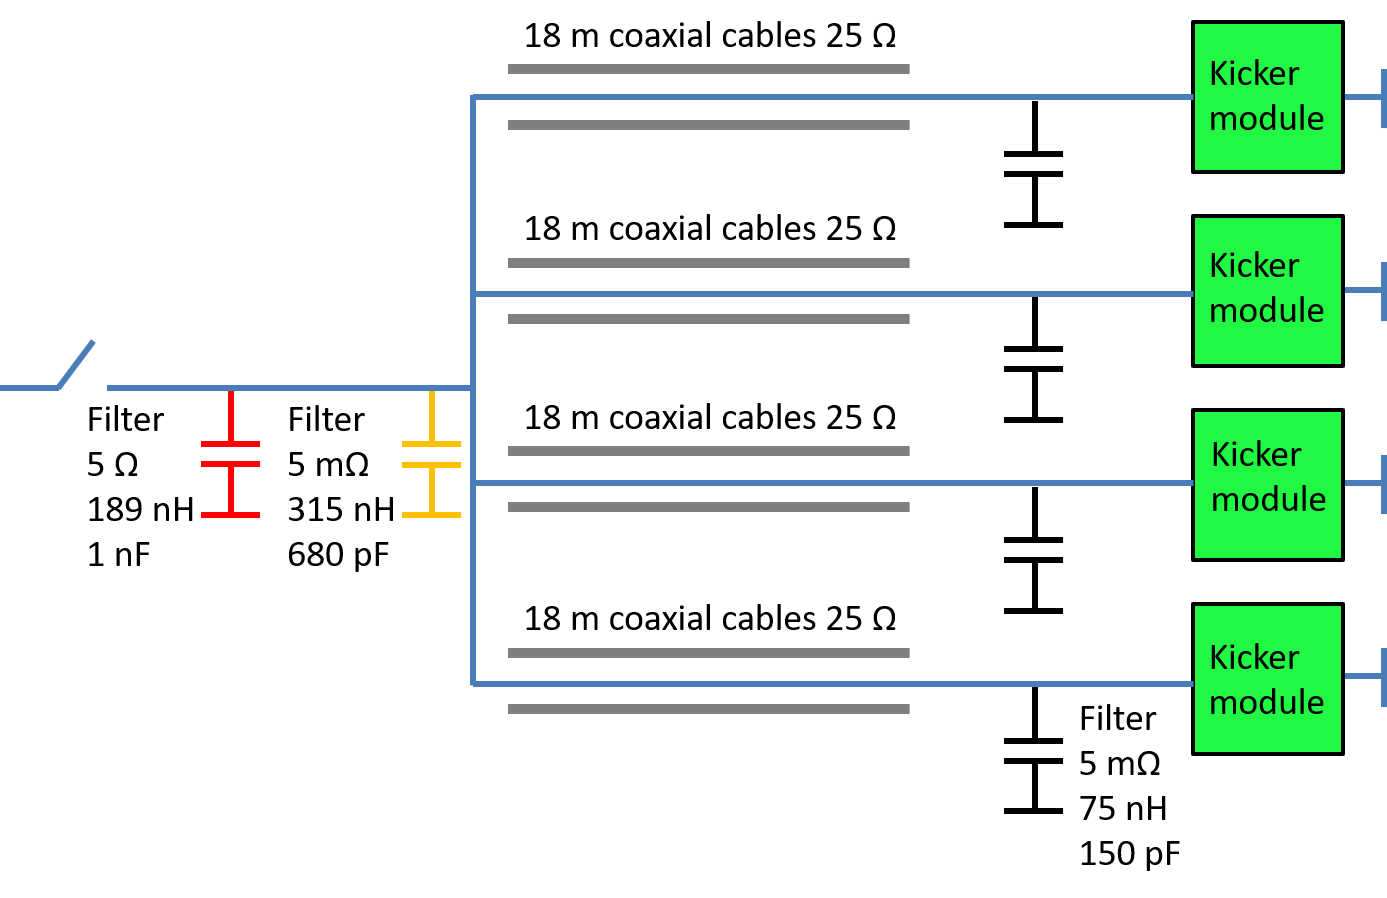 18 m coaxial cables 25 Ω
Kicker
module
18 m coaxial cables 25 Ω
Kicker
module
Filter
5 Ω
189 nH
1 nF
Filter
5 mΩ
315 nH
680 pF
18 m coaxial cables 25 Ω
Kicker
module
18 m coaxial cables 25 Ω
Kicker
module
Filter
5 mΩ
75 nH
150 pF